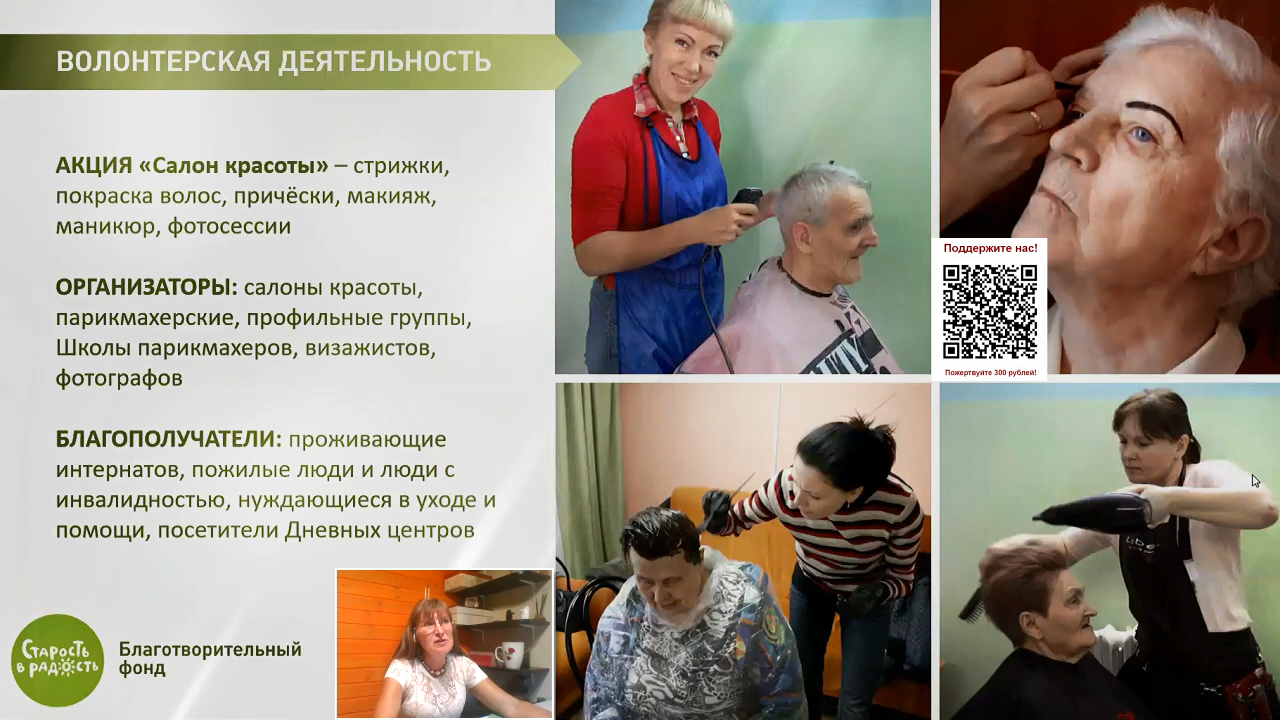 ВОЛОНТЕРСКАЯ ДЕЯТЕЛЬНОСТЬ
АКЦИЯ «Салон красоты» – стрижки,
покраска волос, причёски, макияж,
маникюр, фотосессии
ОРГАНИЗАТОРЫ: салоны красоты,
парикмахерские, профильные группы,
Школы парикмахеров, визажистов,
фотографов
БЛАГОПОЛУЧАТЕЛИ: проживающие
интернатов, пожилые люди и люди с
инвалидностью, нуждающиеся в уходе и
помощи, посетители Дневных центров
Старость
в радость
Благотворительный
фонд
Поддержите нас!
Пожертвуйте 300 рублей!